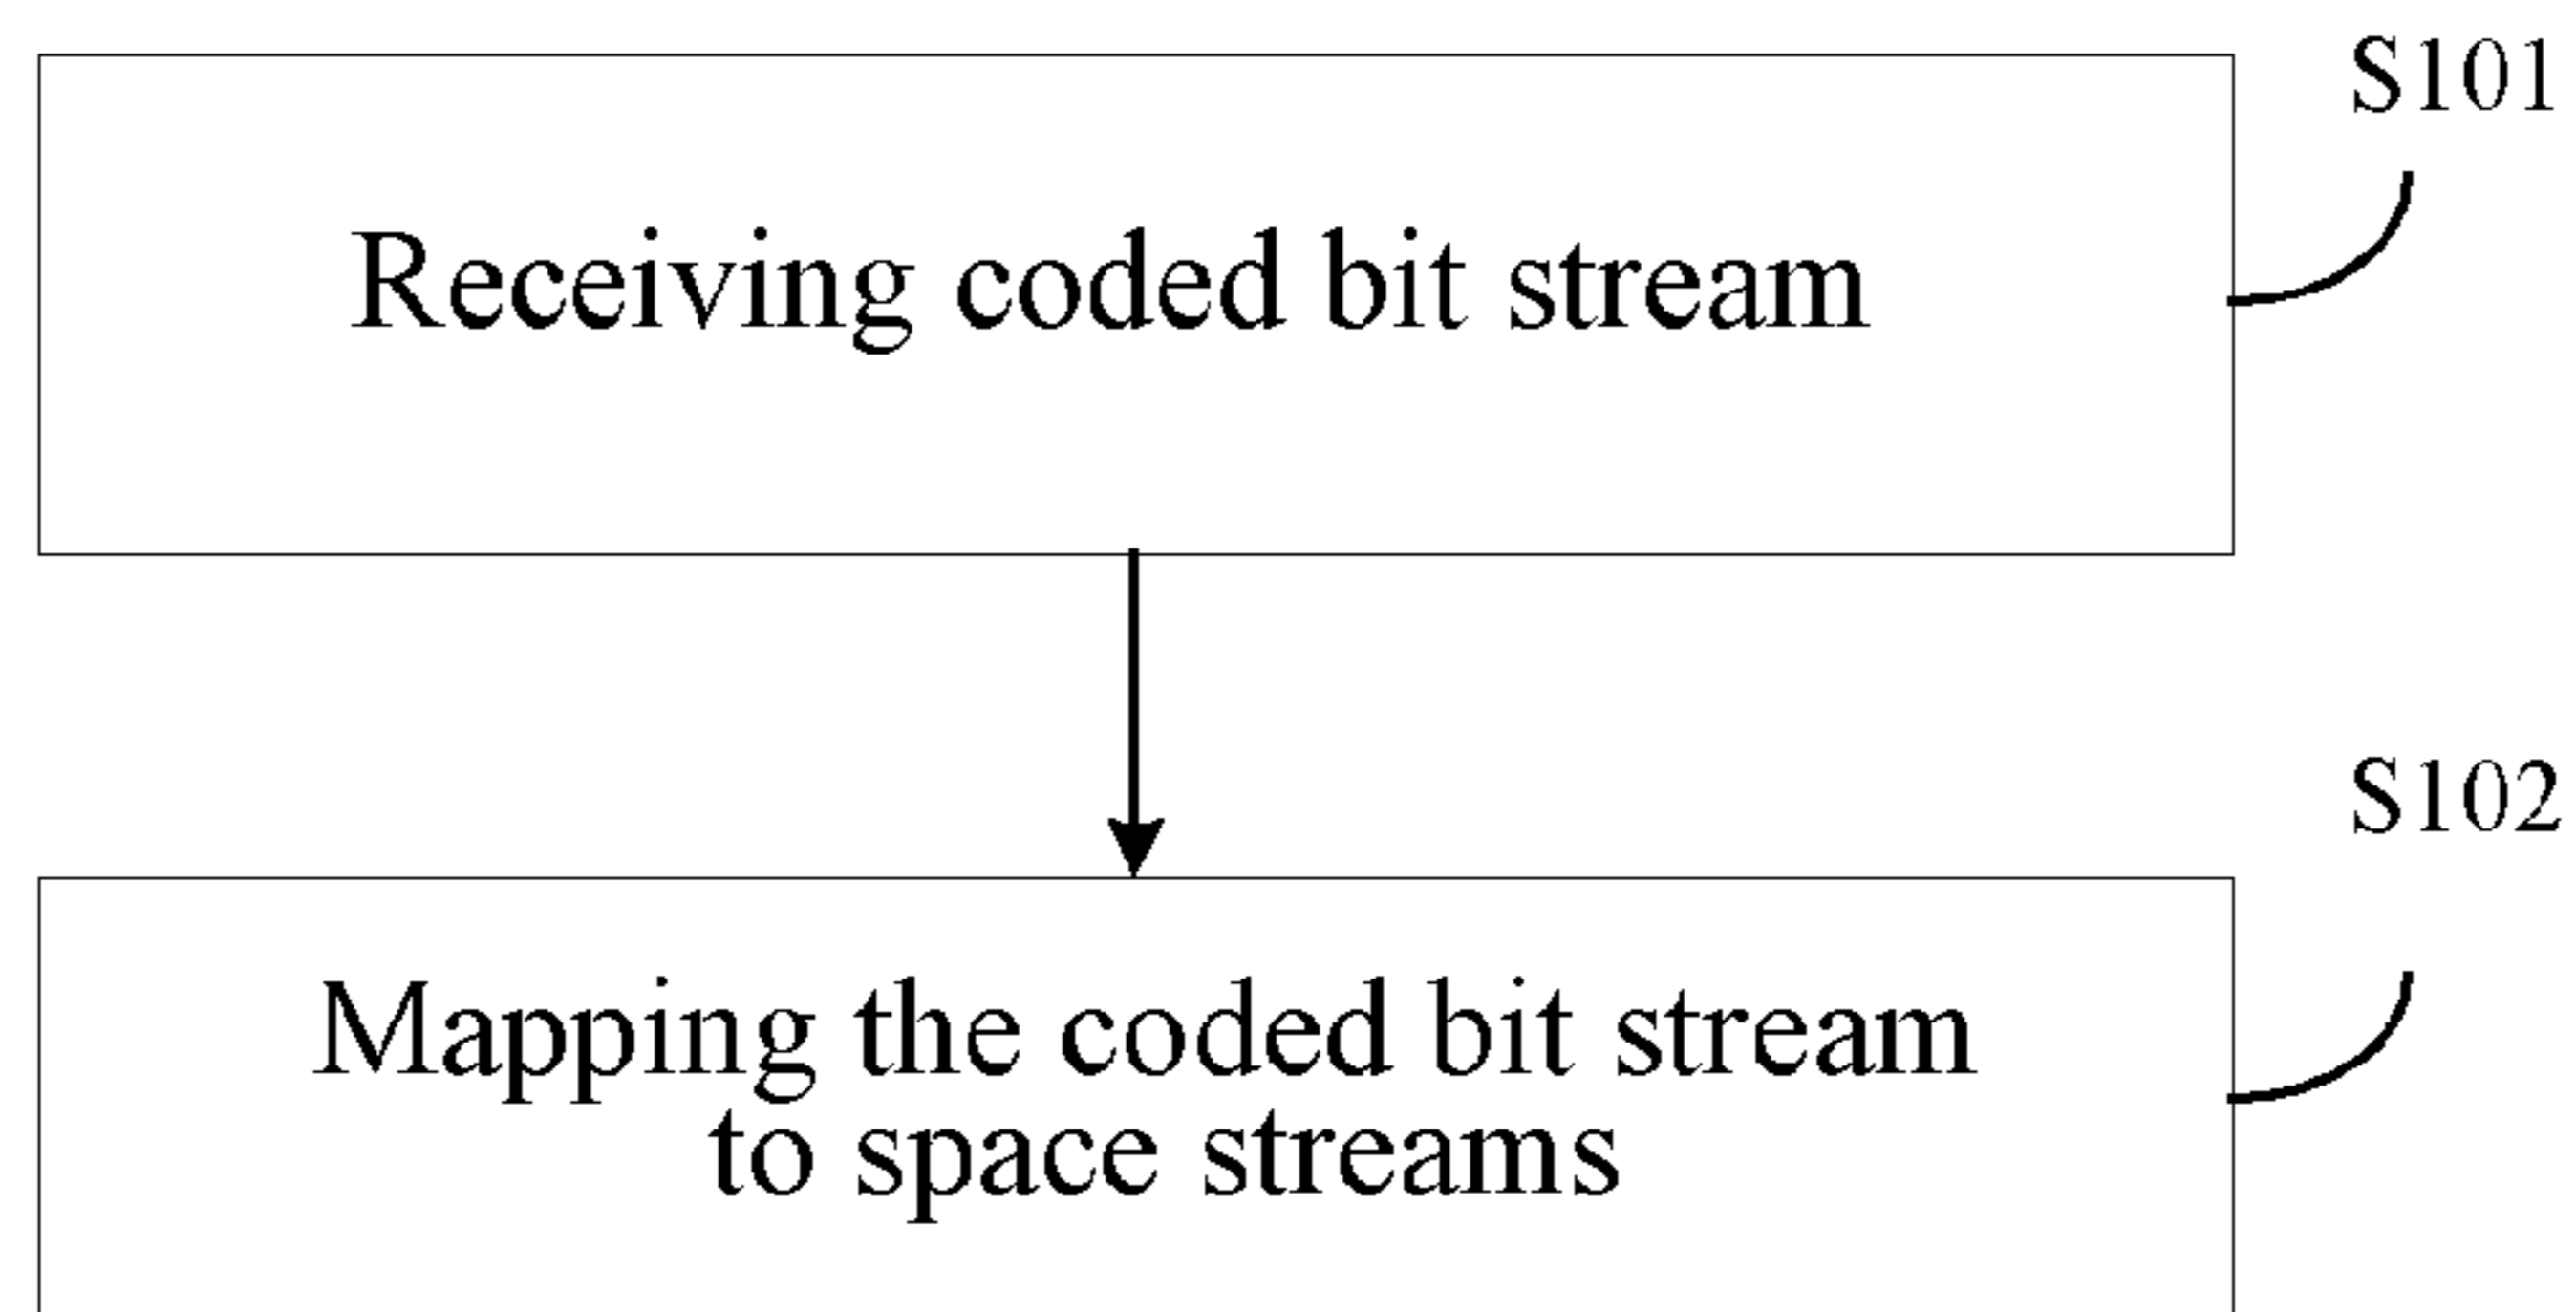 S101
Receiving coded bit stream
S102
Mapping the coded bit stream
to space streams